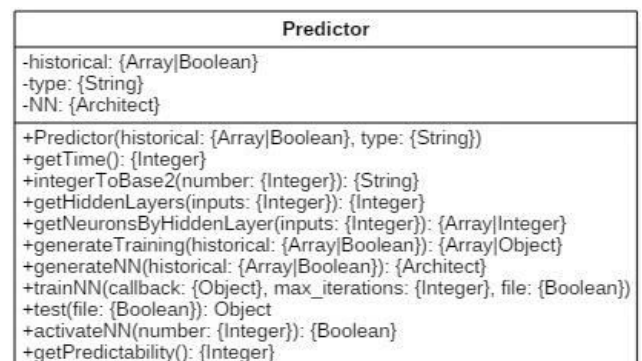 Predictor
-historical: {Array|Boolean}
-type: {String}
-NN: {Architect}
+Predictor(historical: {Array|Boolean}, type: {String})
+getTime(): {Integer}
+integerToBase2(number: {Integer}): {String}
+getHiddenLayers(inputs: {Integer}): {Integer}
+getNeuronsByHiddenLayer(inputs: {Integer}): {Array|Integer}
+generateTraining(historical: {Array|Boolean}): {Array|Object}
+generateNN(historical: {Array|Boolean}): {Architect}
+trainNN(callback: {Object}, max_iterations: {Integer}, file: {Boolean})
+test(file: {Boolean}): Object
+activateNN(number: {Integer}): {Boolean}
+getPredictability(): {Integer}